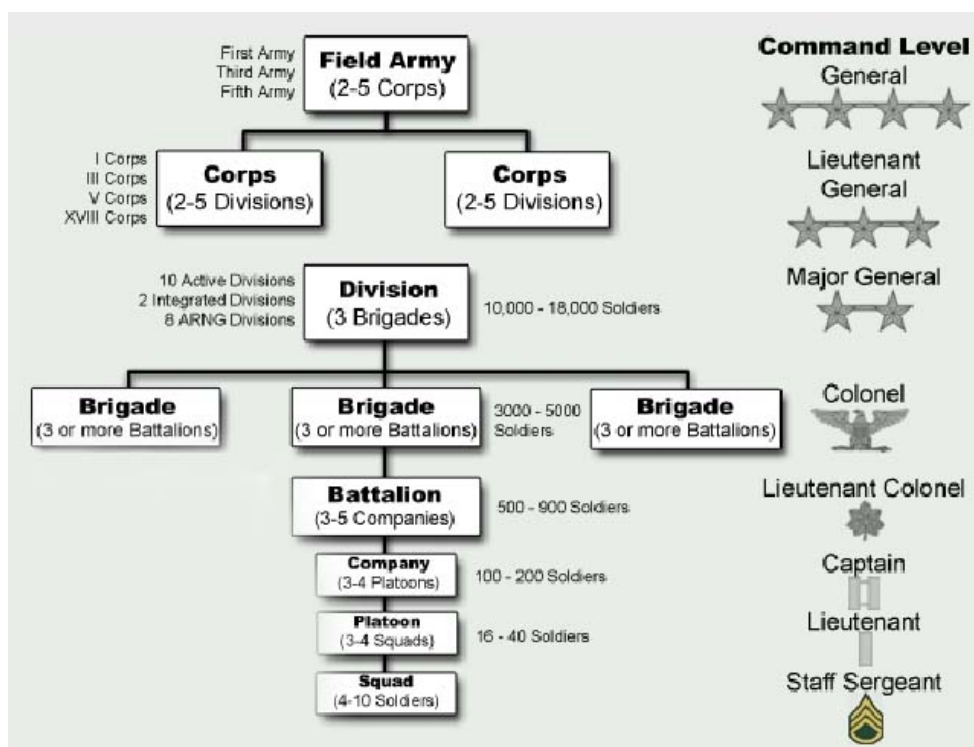 First Army
Third Army
Fifth Army
Field Army
(2-5 Corps)
Command Level
General
I Corps
III Corps
V Corps
XVIII Corps
Corps
(2-5 Divisions)
Corps
(2-5 Divisions)
Lieutenant
General
10 Active Divisions
2 Integrated Divisions
8 ARNG Divisions
Division
(3 Brigades)
10,000 - 18,000 Soldiers
Major General
Brigade
(3 or more Battalions)
Brigade
(3 or more Battalions)
3000 - 5000
Soldiers
Brigade
(3 or more Battalions)
Colonel
Battalion
(3-5 Companies)
500 - 900 Soldiers
Lieutenant Colonel
Company
(3-4 Platoons)
100 - 200 Soldiers
Captain
Platoon
(3-4 Squads)
16 - 40 Soldiers
Lieutenant
Squad
(4-10 Soldiers)
Staff Sergeant